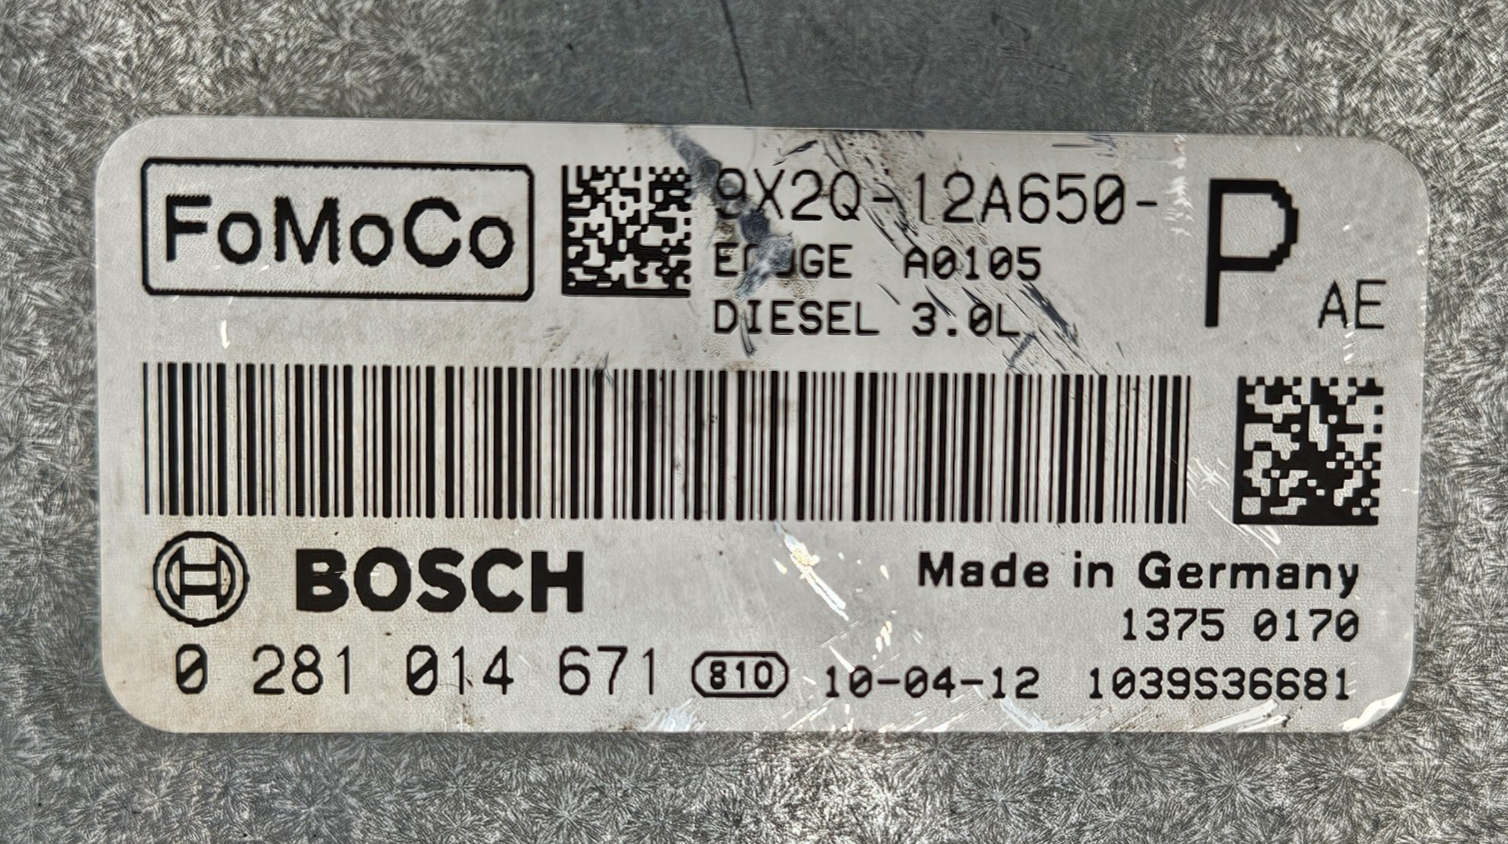 FoMoCo
9X2Q-12A650-
P
AE
A0105
DIESEL 3.0L
BOSCH
Made in Germany
1375 0170
0 281 014 671 810 10-04-12 1039S36681